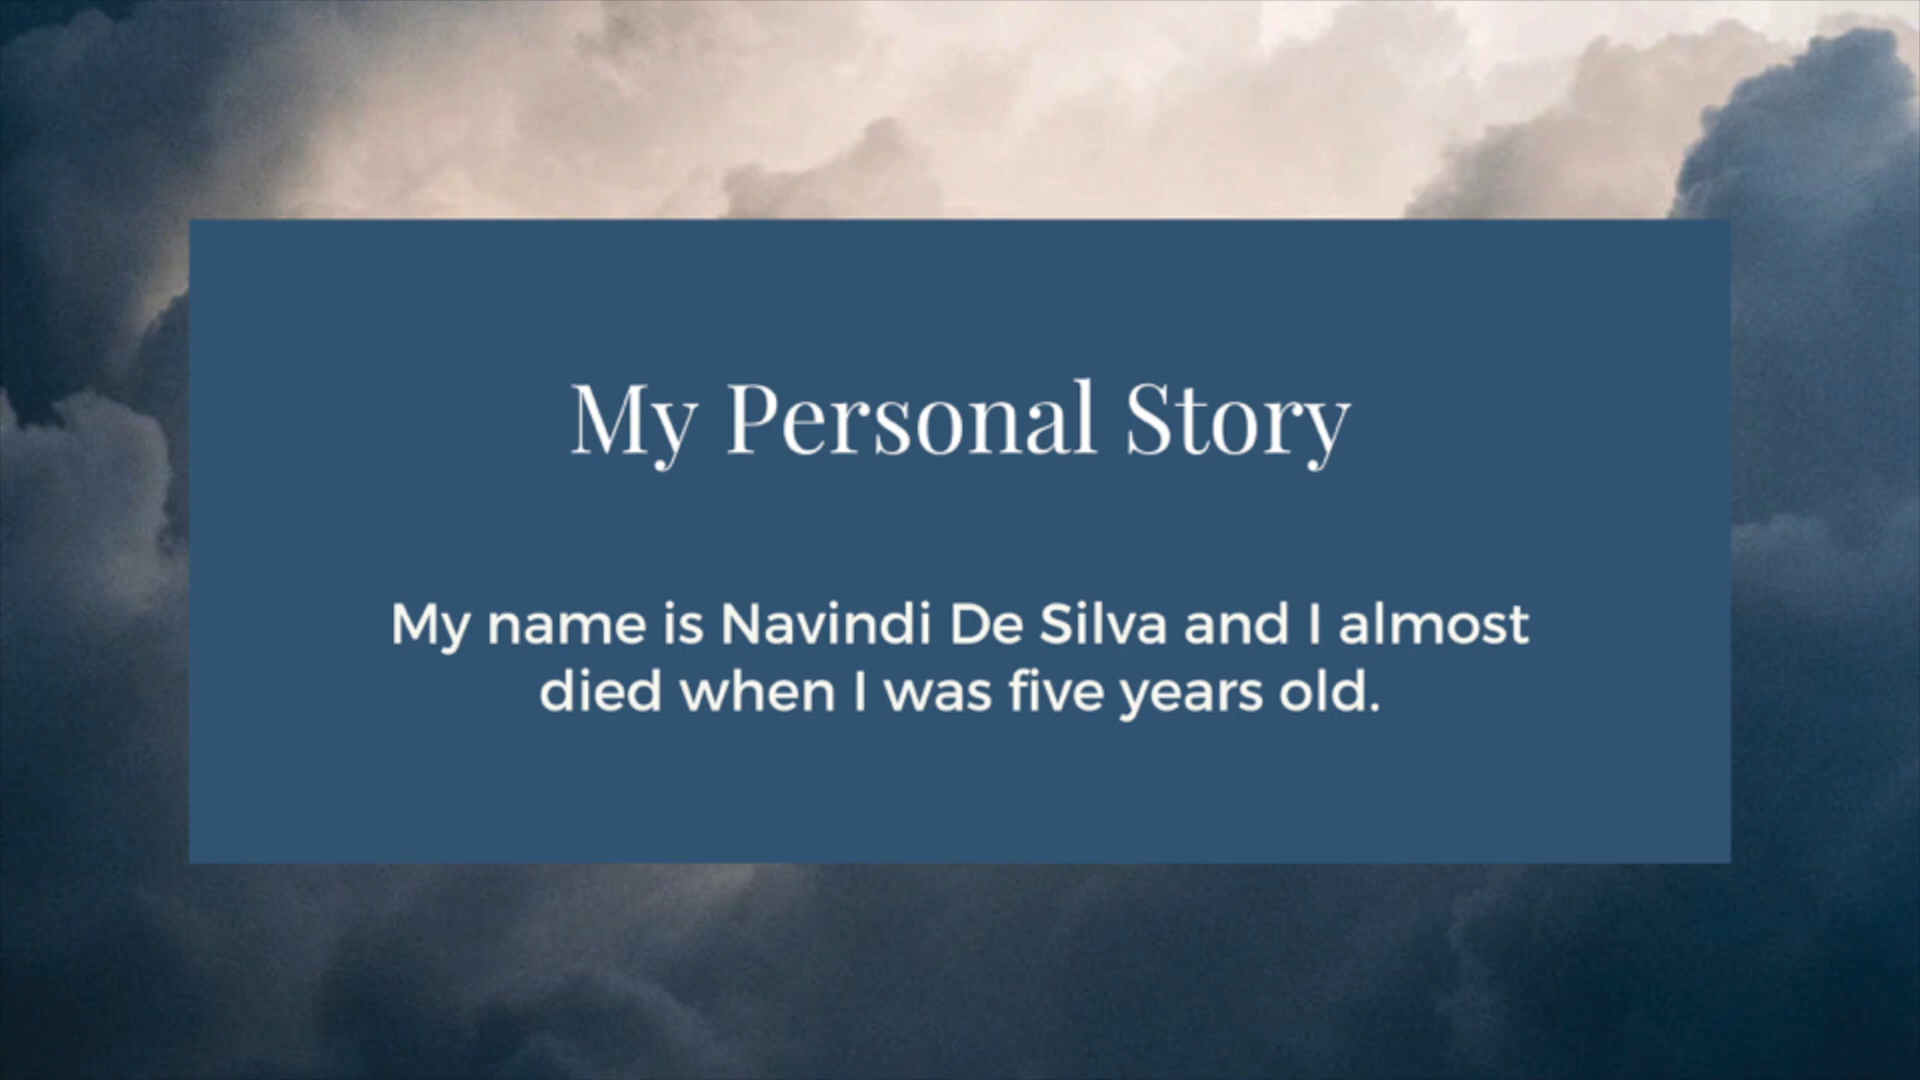 My Personal Story
My name is Navindi De Silva and I almost
died when I was five years old.